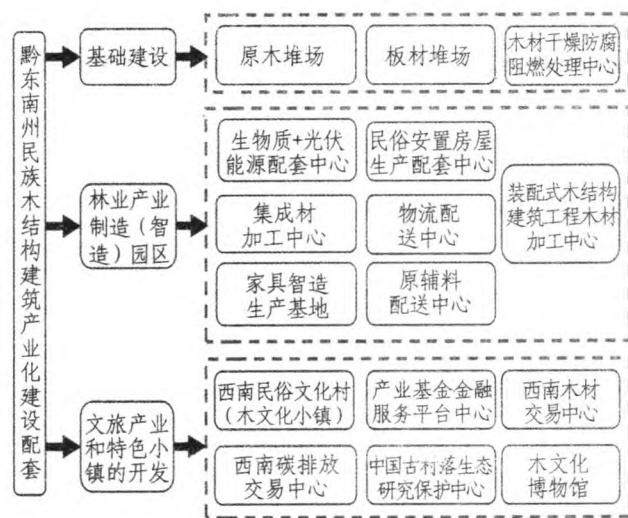 黔东南州民族木结构建筑产业化建设配套
基础建设
原木堆场
板材堆场
木材干燥防腐
阻燃处理中心
林业产业
制造（智
造）园区
生物质+光伏
能源配套中心
民俗安置房屋
生产配套中心
集成材
加工中心
物流配
送中心
家具智造
生产基地
原辅料
配送中心
装配式木结构
建筑工程木材
加工中心
文旅产业
和特色小
镇的开发
西南民俗文化村
（木文化小镇）
产业基金金融
服务平台中心
西南木材
交易中心
西南碳排放
交易中心
中国古村落生态
研究保护中心
木文化
博物馆